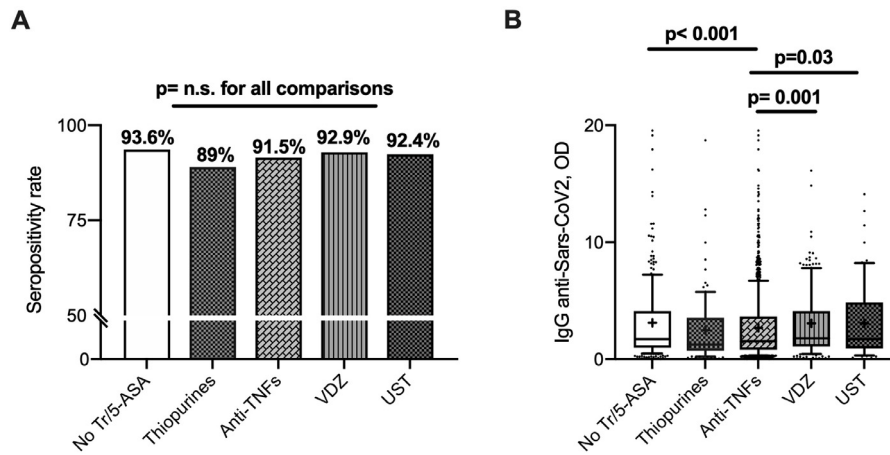 A
p= n.s. for all comparisons
Seropositivity rate
100
75
50
0
93.6%
89%
91.5%
92.9%
92.4%
No Tr/5-ASA
Thiopurines
Anti-TNFs
VDZ
UST
B
p< 0.001
p=0.03
p= 0.001
IgG anti-Sars-CoV2, OD
20
10
0
No Tr/5-ASA
Thiopurines
Anti-TNFs
VDZ
UST